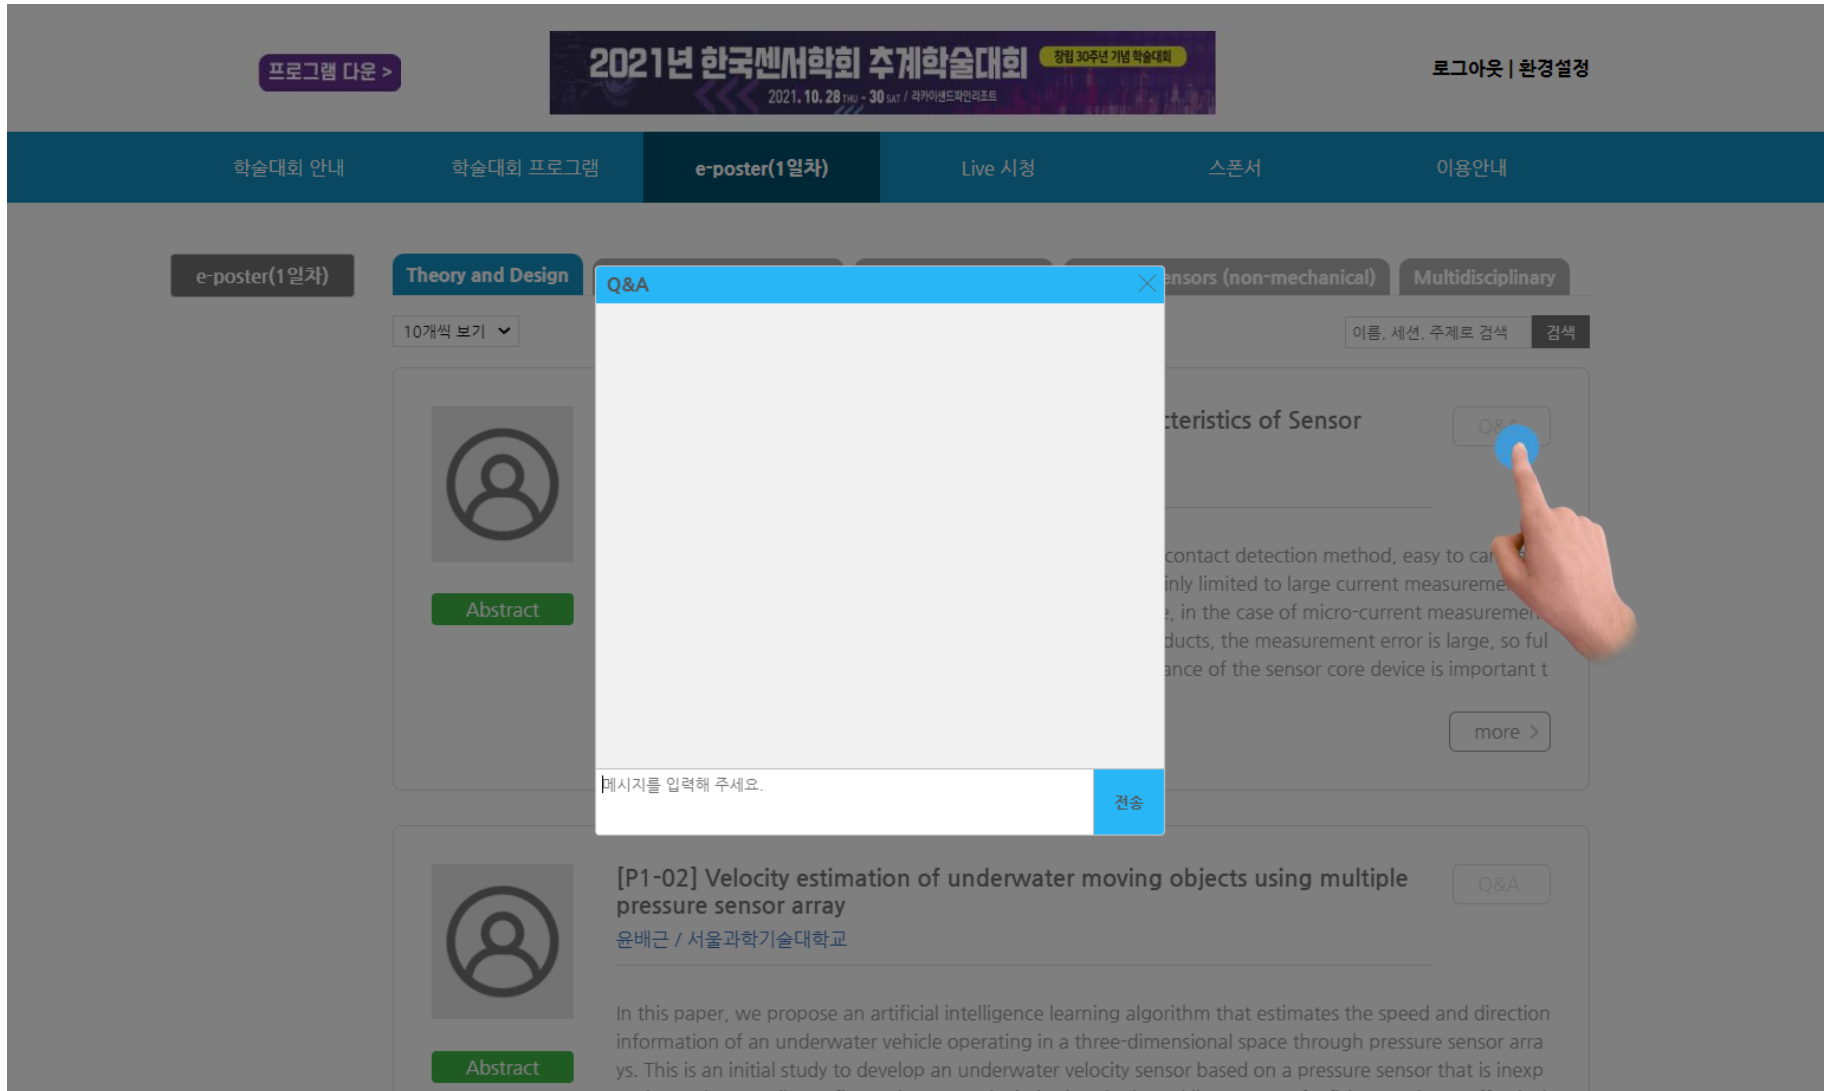 프로그램 다운 >
2021년 한국센서학회 추계학술대회
창립 30주년 기념 학술대회
2021. 10. 28 THU - 30 SAT / 라카이샌드파인리조트
로그아웃 | 환경설정
학술대회 안내
학술대회 프로그램
e-poster(1일차)
Live 시청
스폰서
이용안내
e-poster(1일차)
Theory and Design
ensors (non-mechanical)
Multidisciplinary
Q&A
10개씩 보기
이름, 세션, 주제로 검색
검색
cteristics of Sensor
Q&A
contact detection method, easy to
inly limited to large current
, in the case of micro-current
ducts, the measurement error is large, so ful
ance of the sensor core device is important t
Abstract
more >
메시지를 입력해 주세요.
전송
[P1-02] Velocity estimation of underwater moving objects using multiple
pressure sensor array
Q&A
윤배근 / 서울과학기술대학교
In this paper, we propose an artificial intelligence learning algorithm that estimates the speed and direction
information of an underwater vehicle operating in a three-dimensional space through pressure sensor arra
ys. This is an initial study to develop an underwater velocity sensor based on a pressure sensor that is inexp
Abstract